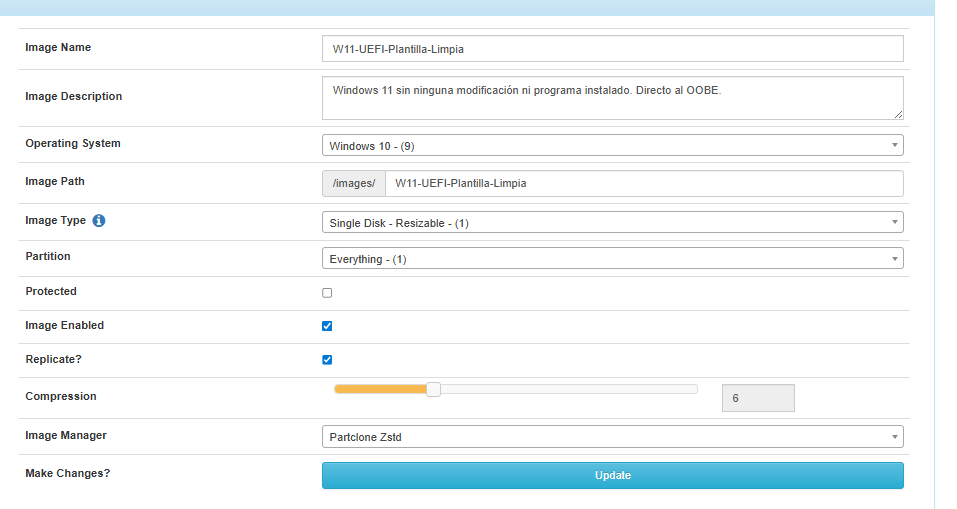 Image Name
W11-UEFI-Plantilla-Limpia
Image Description
Windows 11 sin ninguna modificación ni programa instalado. Directo al OOBE.
Operating System
Windows 10 - (9)
Image Path
/images/ W11-UEFI-Plantilla-Limpia
Image Type
Single Disk - Resizable - (1)
Partition
Everything - (1)
Protected
Image Enabled
Replicate?
Compression
6
Image Manager
Partclone Zstd
Make Changes?
Update